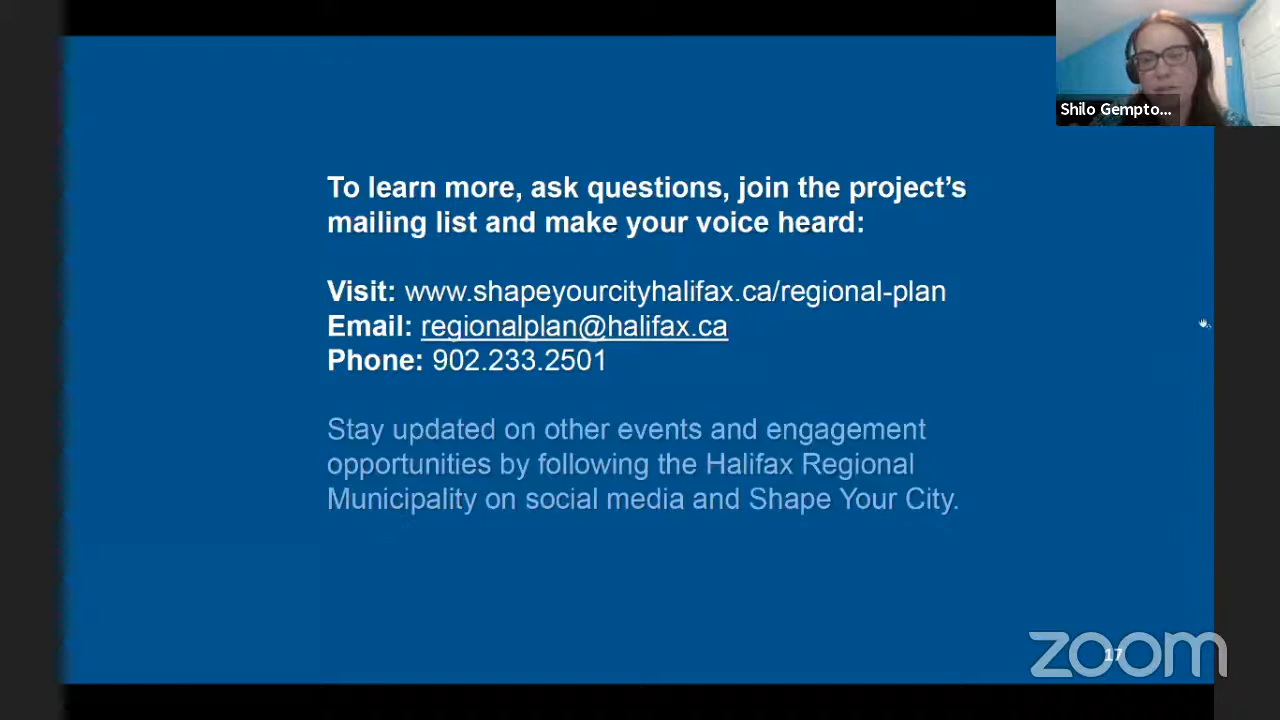 Shilo Gempto...
To learn more, ask questions, join the project's
mailing list and make your voice heard:
Visit: www.shapeyourcityhalifax.ca/regional-plan
Email: regionalplan@halifax.ca
Phone: 902.233.2501
Stay updated on other events and engagement
opportunities by following the Halifax Regional
Municipality on social media and Shape Your City.
17
zoom